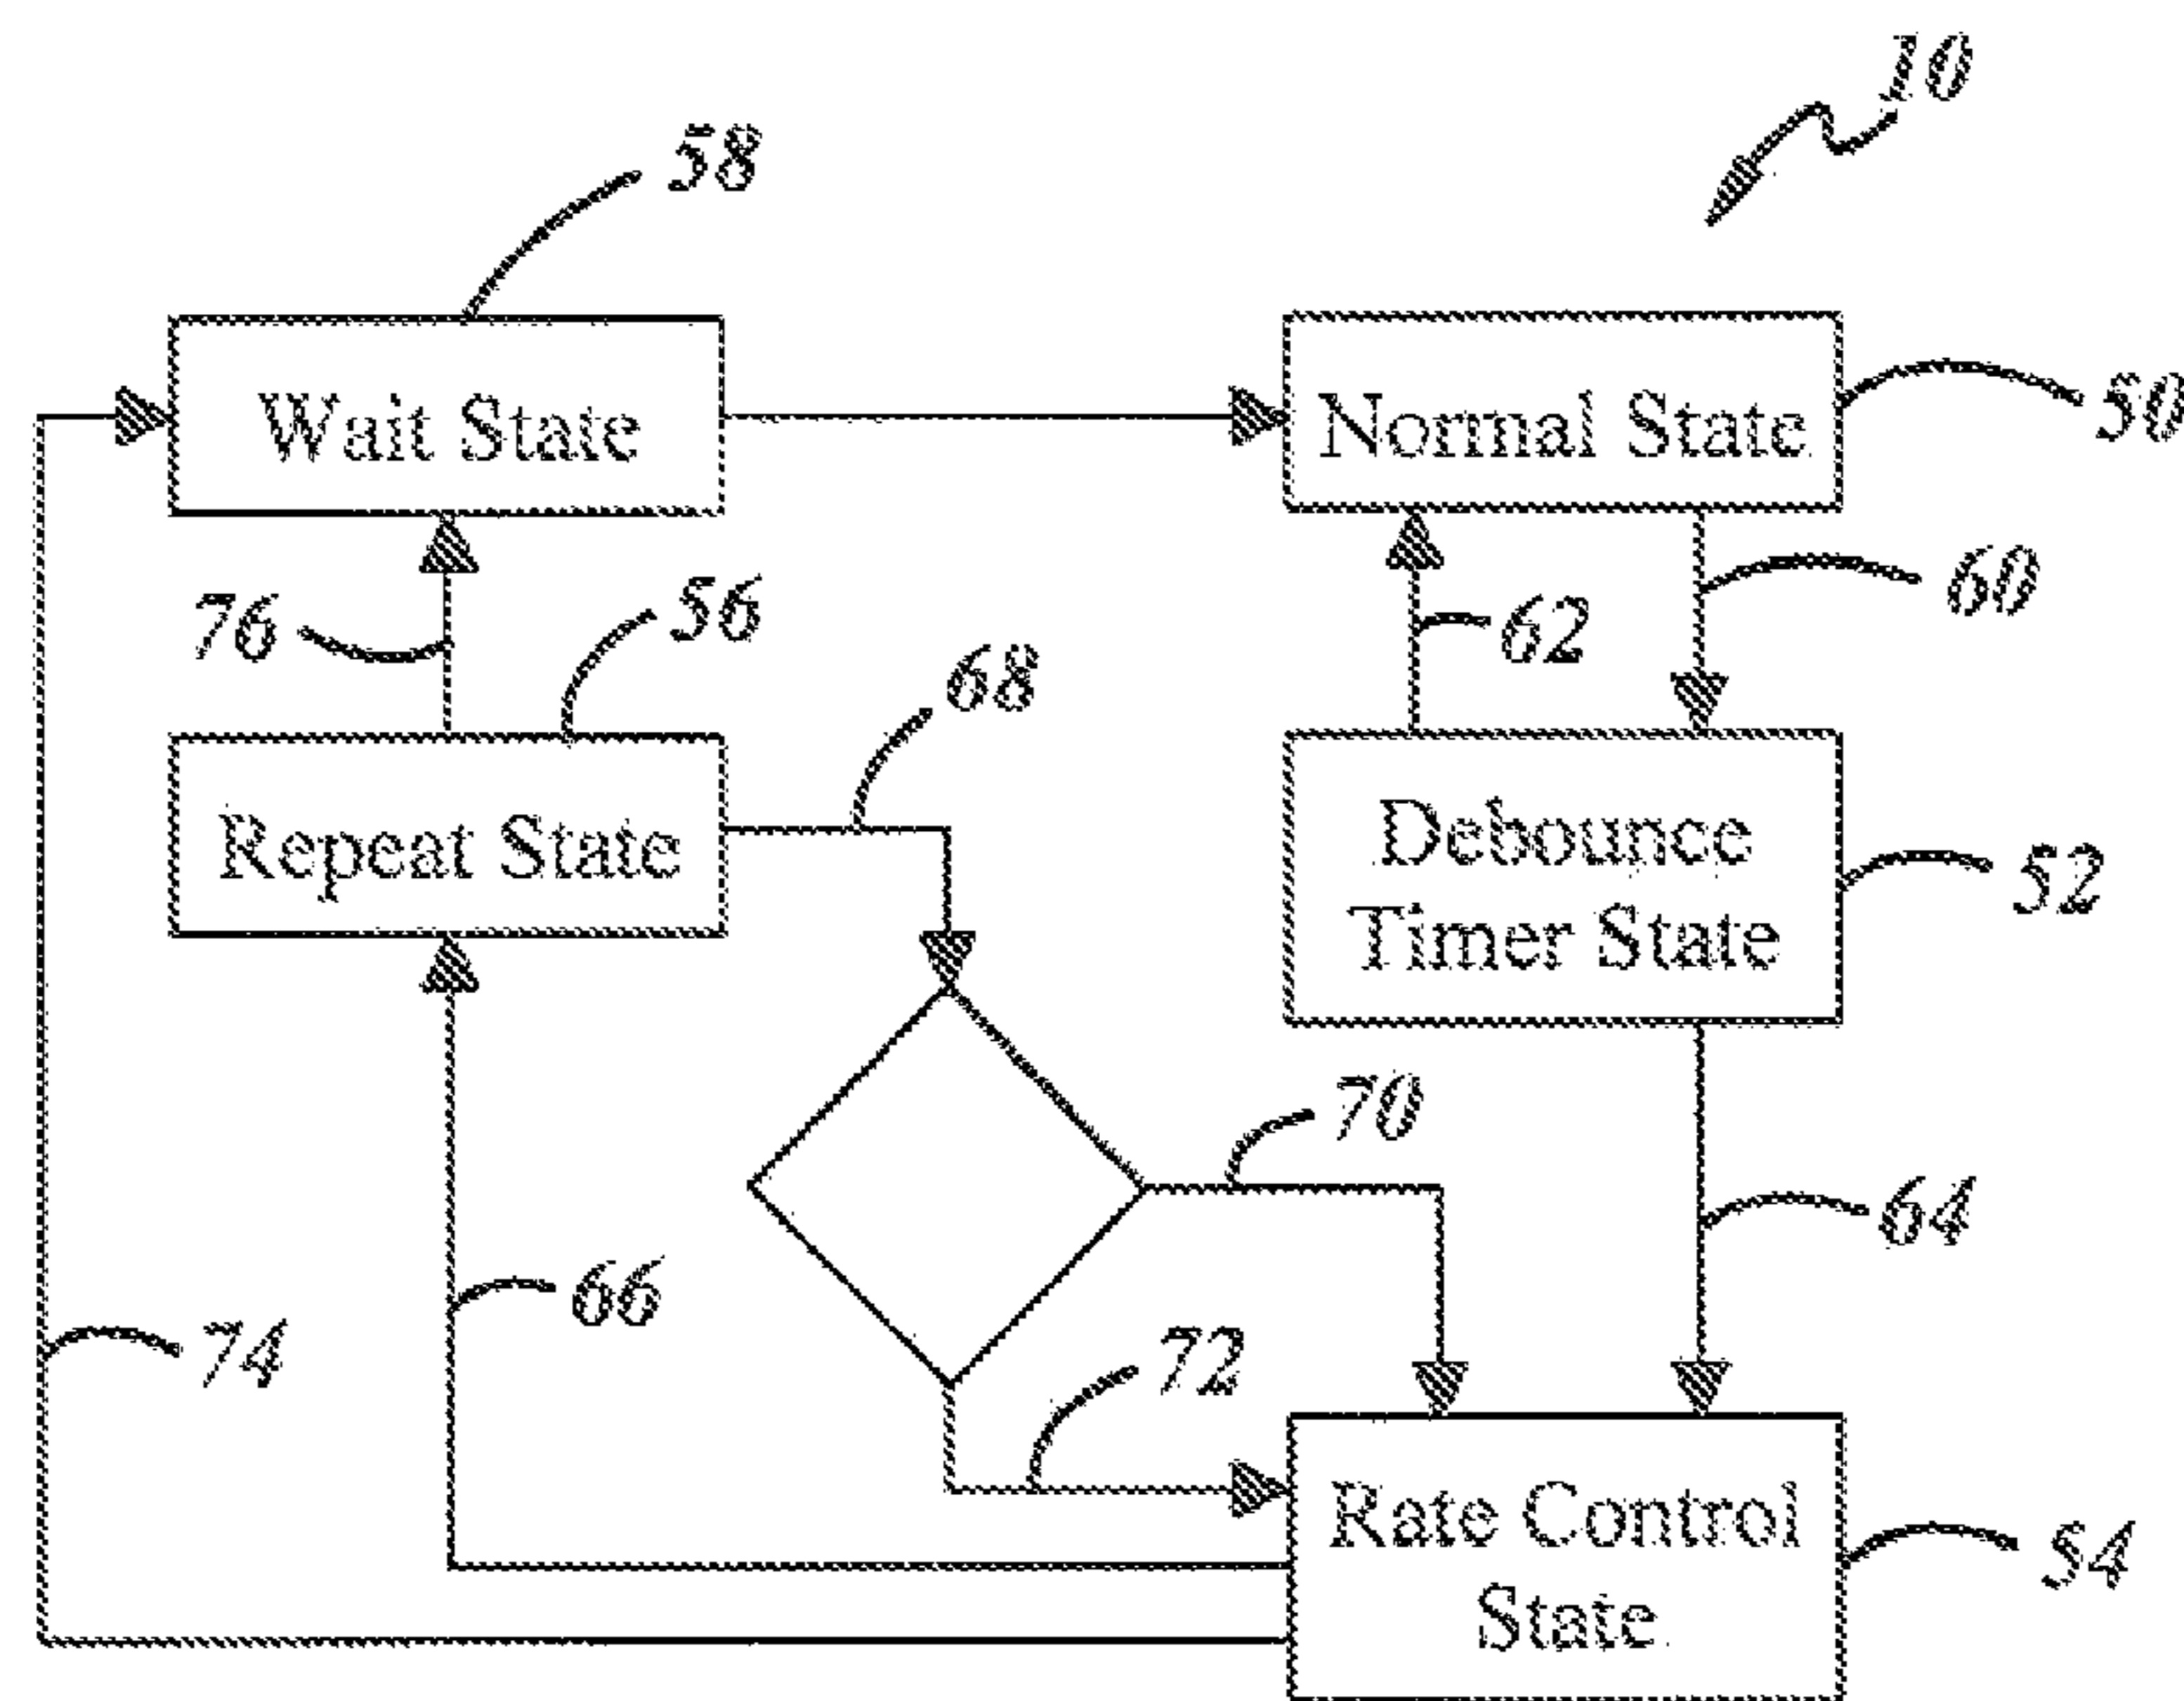 10
58
Wait State
Normal State
50
76
56
68
62
60
Repeat State
Debounce
Timer State
52
70
64
66
74
72
Rate Control
State
54